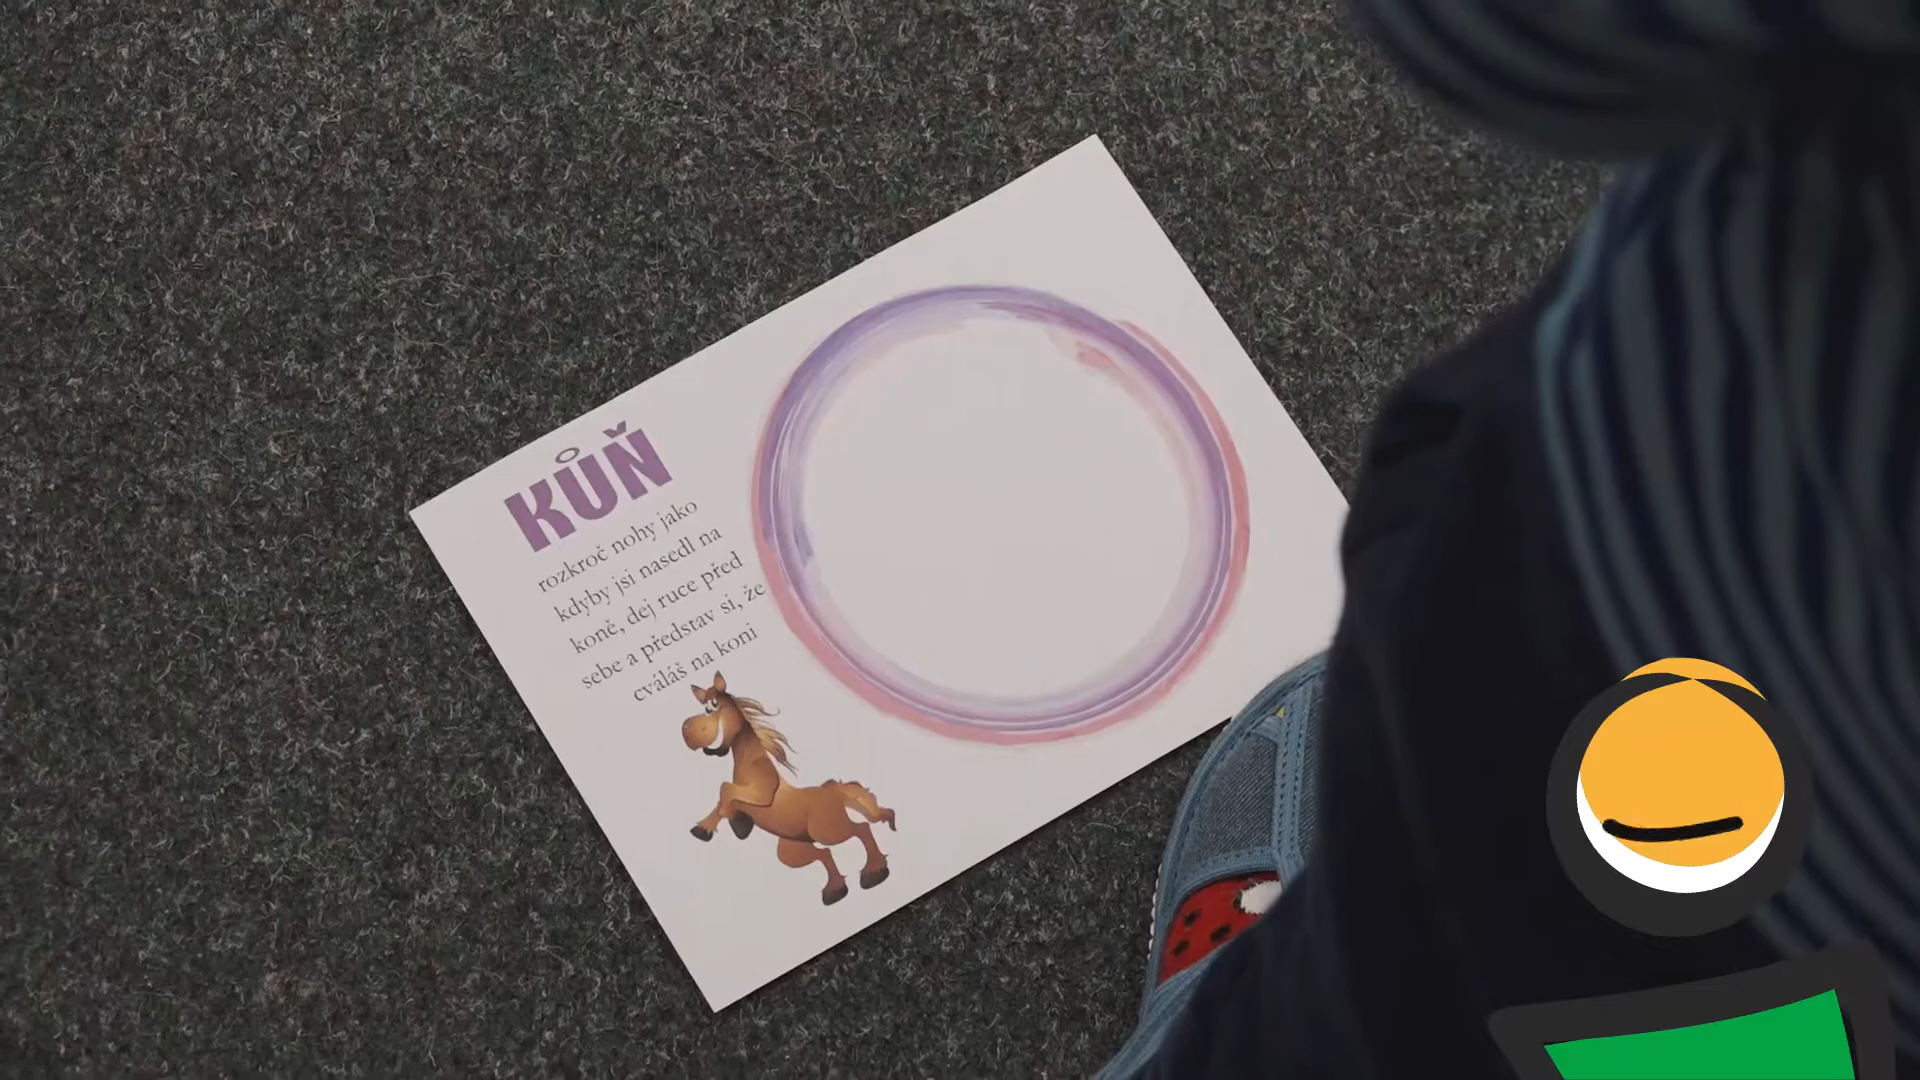 KŮŇ
rozkroč nohy jako
kdyby jsi nasedl na
koně, dej ruce před
sebe a představ si, že
cváláš na koni